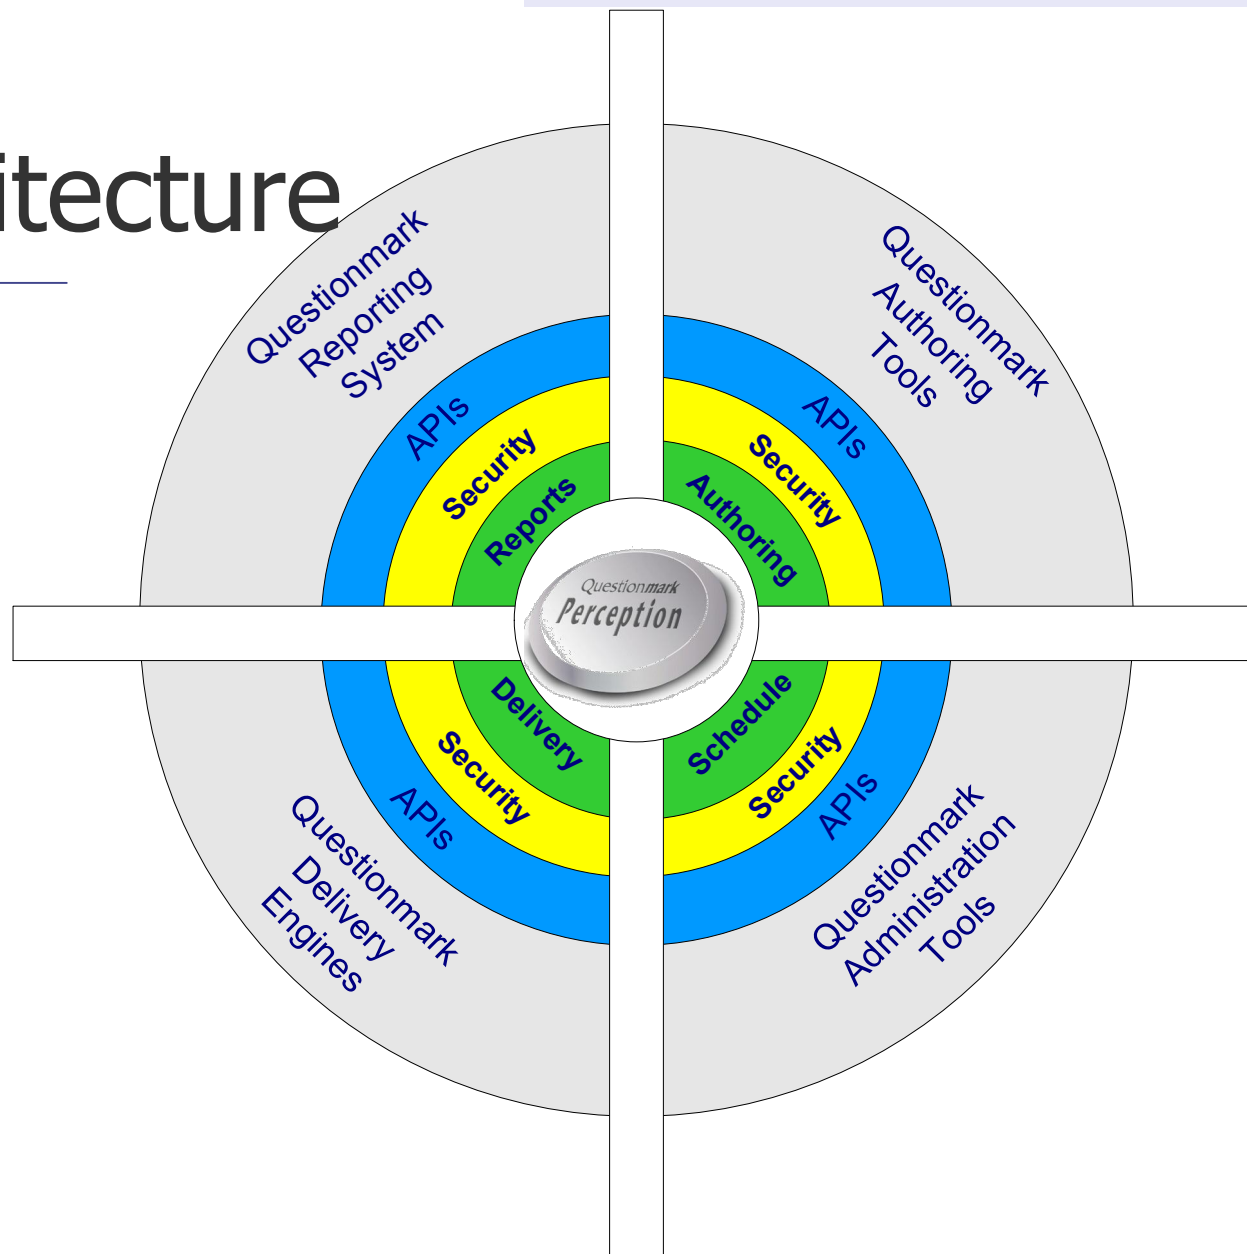 itecture
Questionmark
Reporting
System
APIs
Security
Reports
Questionmark
Authoring
Tools
APIs
Security
Authoring
Questionmark
Perception
Delivery
Security
APIs
Questionmark
Delivery
Engines
Schedule
Security
APIs
Questionmark
Administration
Tools